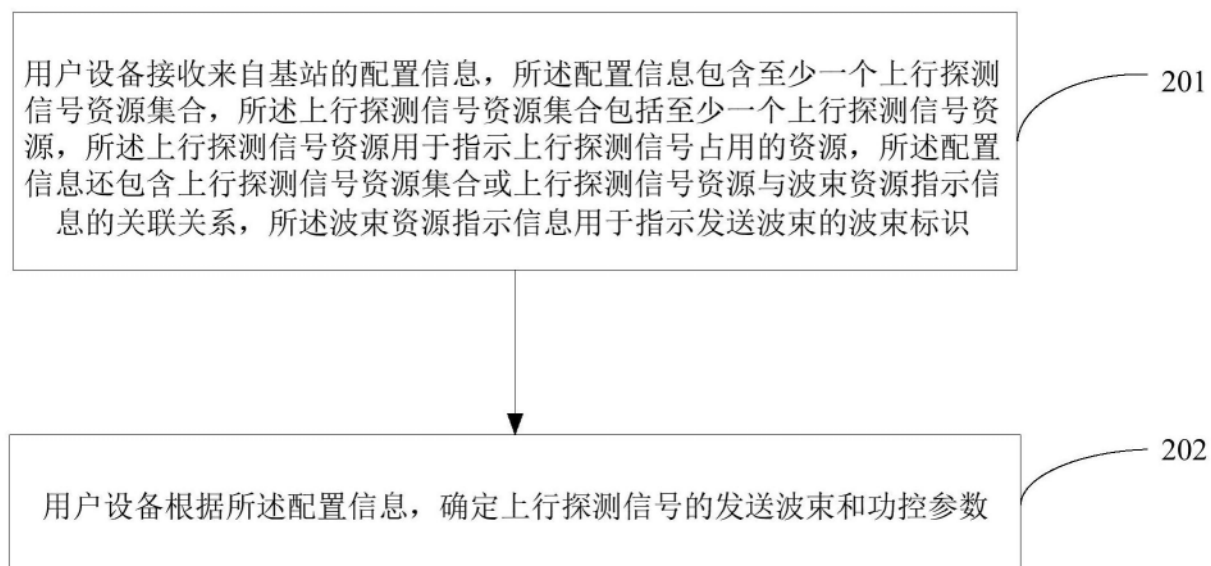 用户设备接收来自基站的配置信息，所述配置信息包含至少一个上行探测
信号资源集合，所述上行探测信号资源集合包括至少一个上行探测信号资
源，所述上行探测信号资源用于指示上行探测信号占用的资源，所述配置
信息还包含上行探测信号资源集合或上行探测信号资源与波束资源指示信
息的关联关系，所述波束资源指示信息用于指示发送波束的波束标识
201
用户设备根据所述配置信息，确定上行探测信号的发送波束和功控参数
202